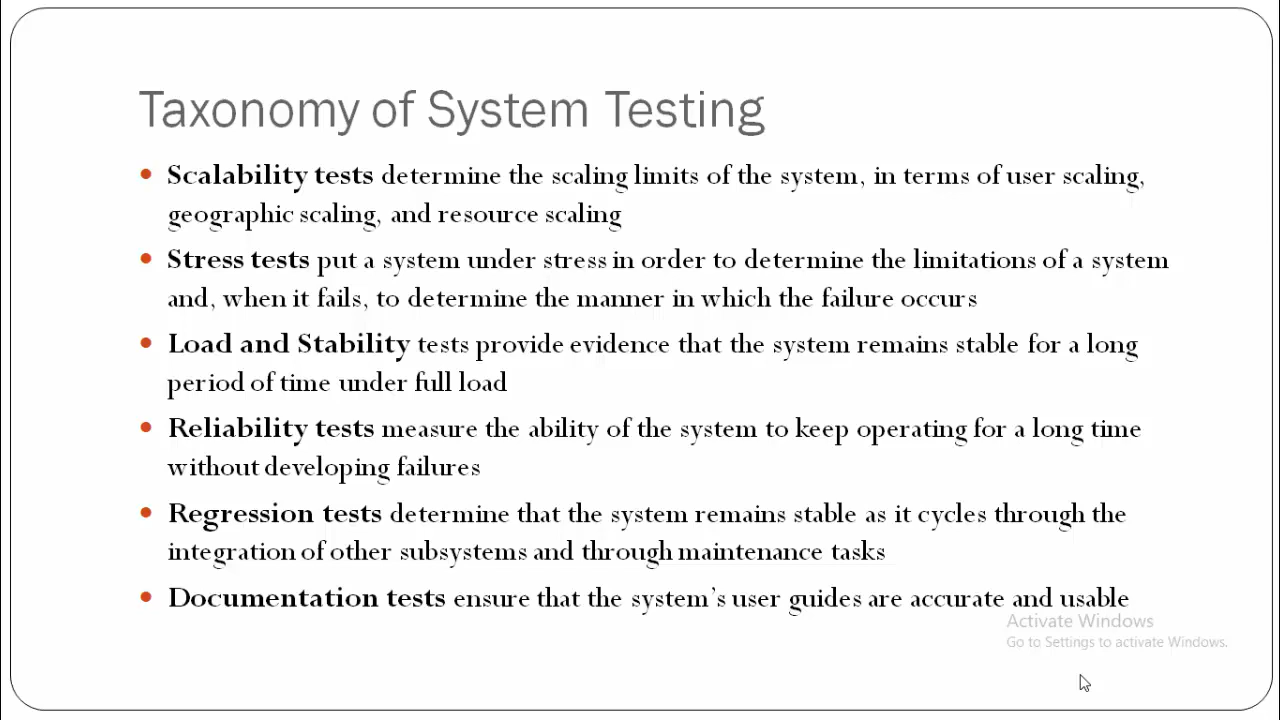 Taxonomy of System Testing
• Scalability tests determine the scaling limits of the system, in terms of user scaling,
geographic scaling, and resource scaling
• Stress tests put a system under stress in order to determine the limitations of a system
and, when it fails, to determine the manner in which the failure occurs
• Load and Stability tests provide evidence that the system remains stable for a long
period of time under full load
• Reliability tests measure the ability of the system to keep operating for a long time
without developing failures
• Regression tests determine that the system remains stable as it cycles through the
integration of other subsystems and through maintenance tasks
• Documentation tests ensure that the system's user guides are accurate and usable
Activate Windows
Go to Settings to activate Windows.